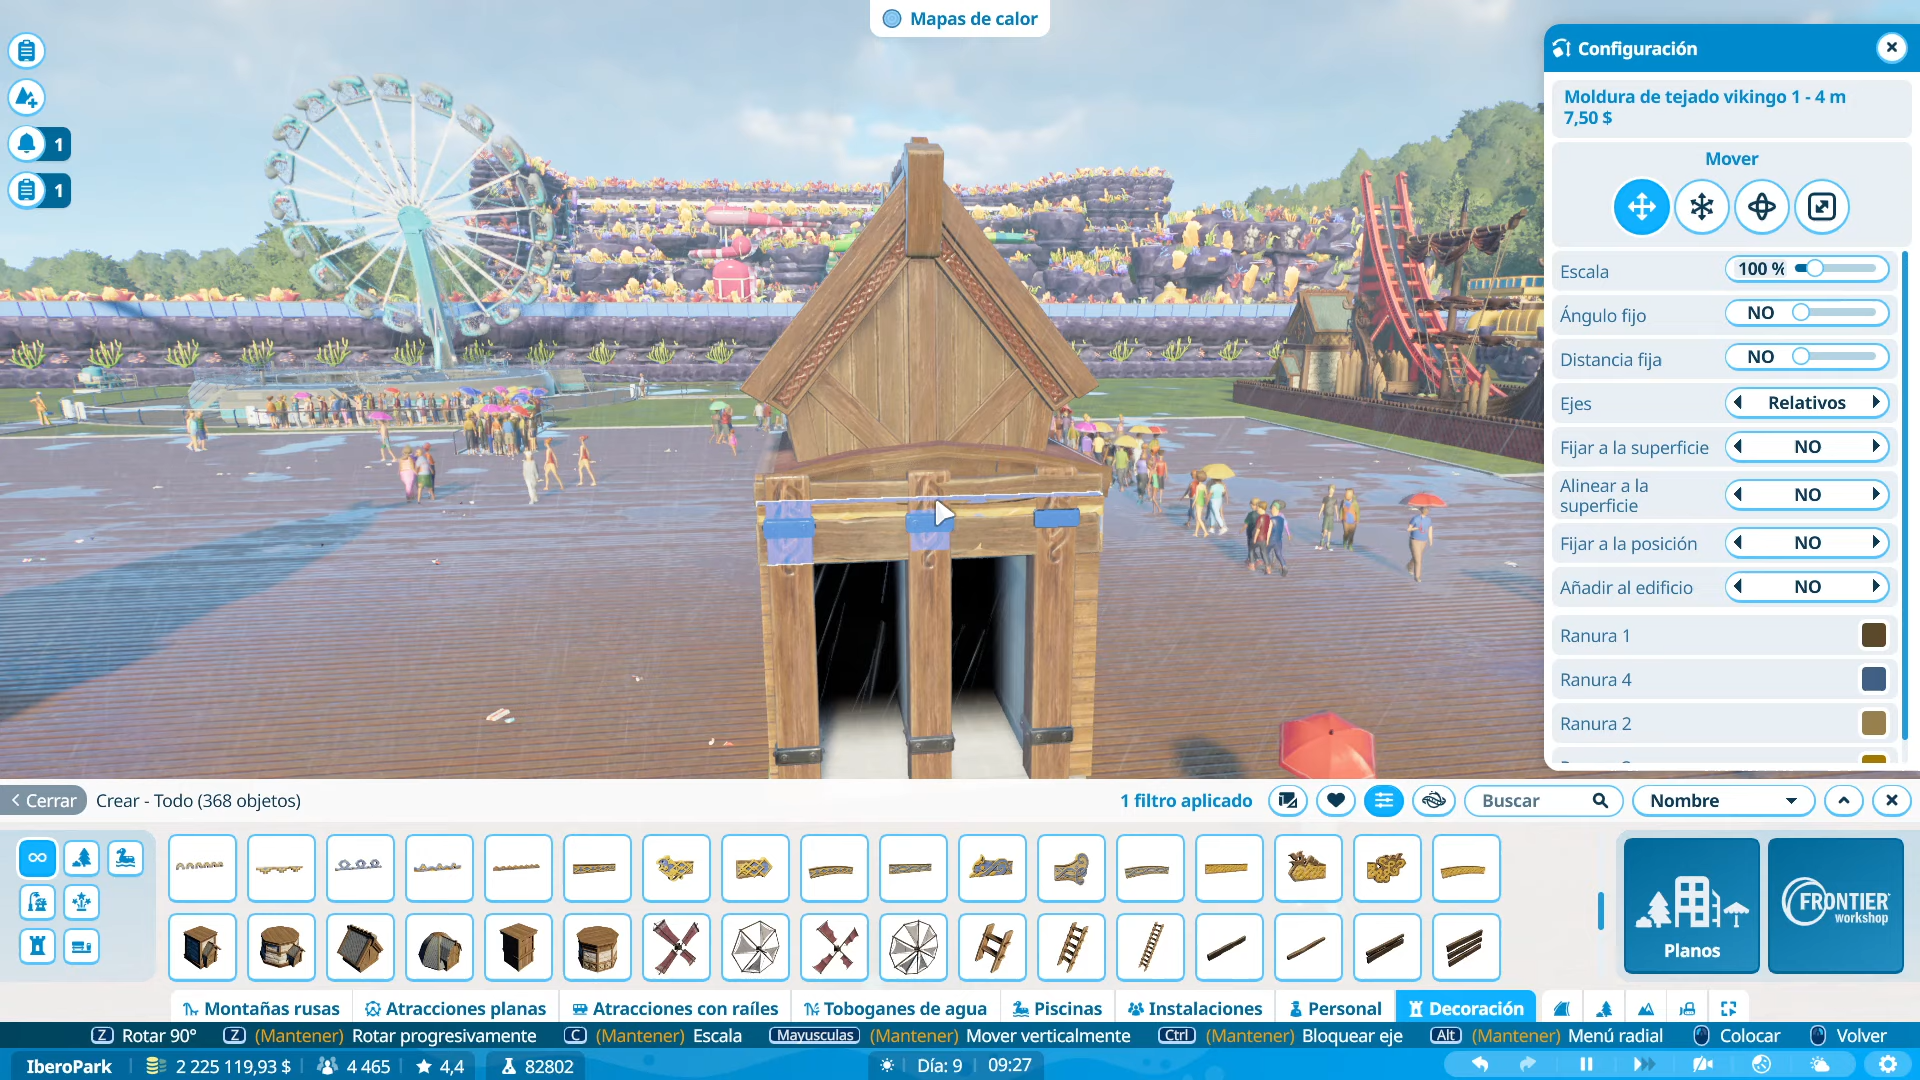 Mapas de calor
1
1
Configuración
Moldura de tejado vikingo 1 - 4 m
7,50 $
Mover
Escala
100 %
Ángulo fijo
NO
Distancia fija
NO
Ejes
Relativos
Fijar a la superficie
NO
Alinear a la superficie
NO
Fijar a la posición
NO
Añadir al edificio
NO
Ranura 1
Ranura 4
Ranura 2
Cerrar
Crear - Todo (368 objetos)
1 filtro aplicado
Buscar
Nombre
Planos
FRONTIER
workshop
Montañas rusas
Atracciones planas
Atracciones con raíles
Toboganes de agua
Piscinas
Instalaciones
Personal
Decoración
Z Rotar 90°
Z (Mantener) Rotar progresivamente
C (Mantener) Escala
Mayusculas (Mantener) Mover verticalmente
Ctrl (Mantener) Bloquear eje
Alt (Mantener) Menú radial
Colocar
Volver
IberoPark
2 225 119,93 $
4 465
4,4
82802
Día: 9
09:27